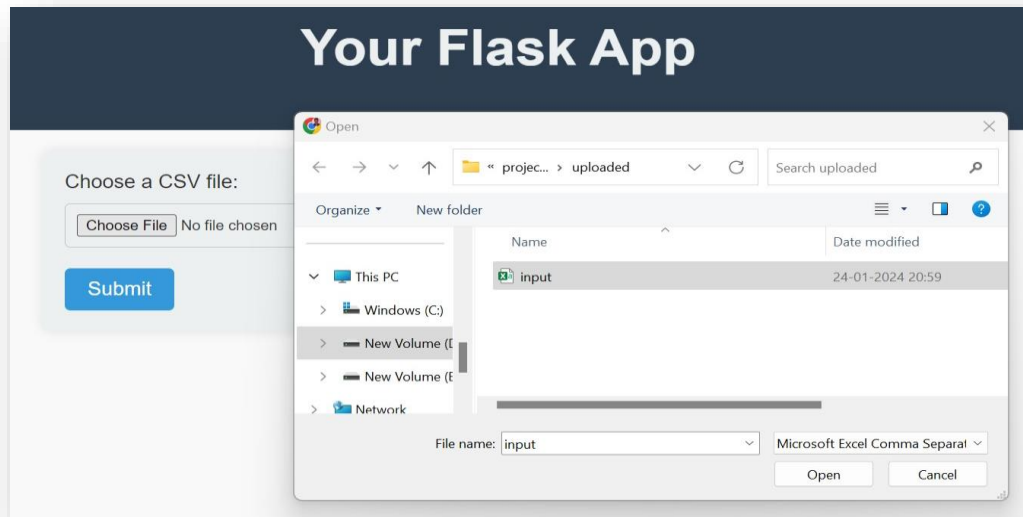 Your Flask App
Choose a CSV file:
Choose File No file chosen
Submit
Open
« projec... › uploaded
Search uploaded
Organize
New folder
Name
Date modified
This PC
input
24-01-2024 20:59
Windows (C:)
New Volume (D
New Volume (E
Network
File name: input
Microsoft Excel Comma Separat
Open
Cancel